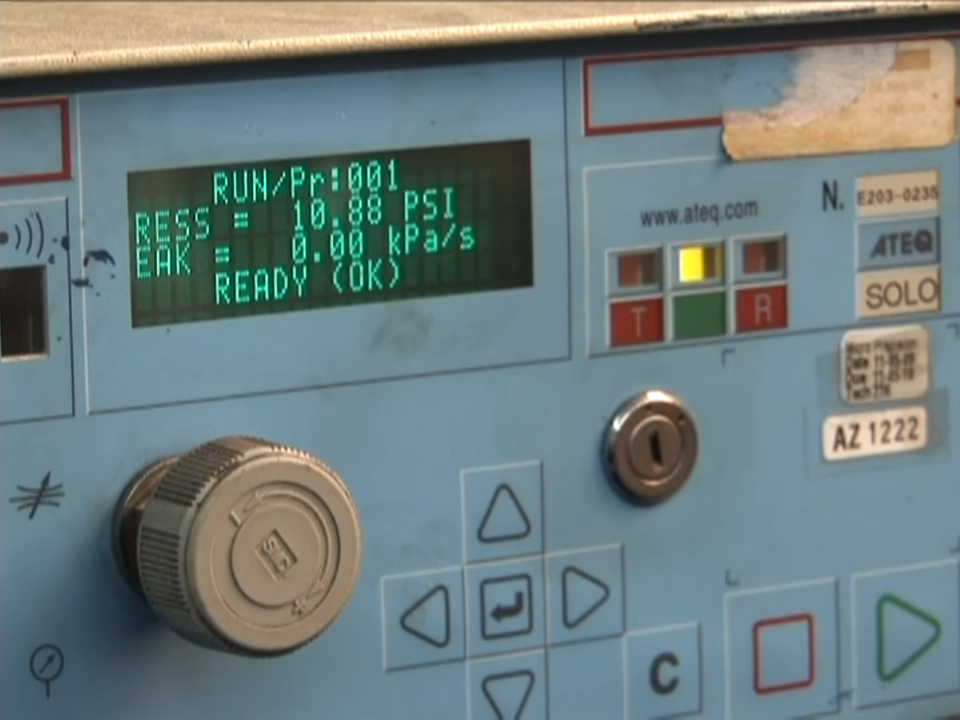 RUN/Pr:001
RESS = 10.88 PSI
EAK = 0.00 kPa/s
READY (OK)
www.ateq.com
N. E203-0235
ATEQ
SOLO
T R
AZ 1222
SMC
C